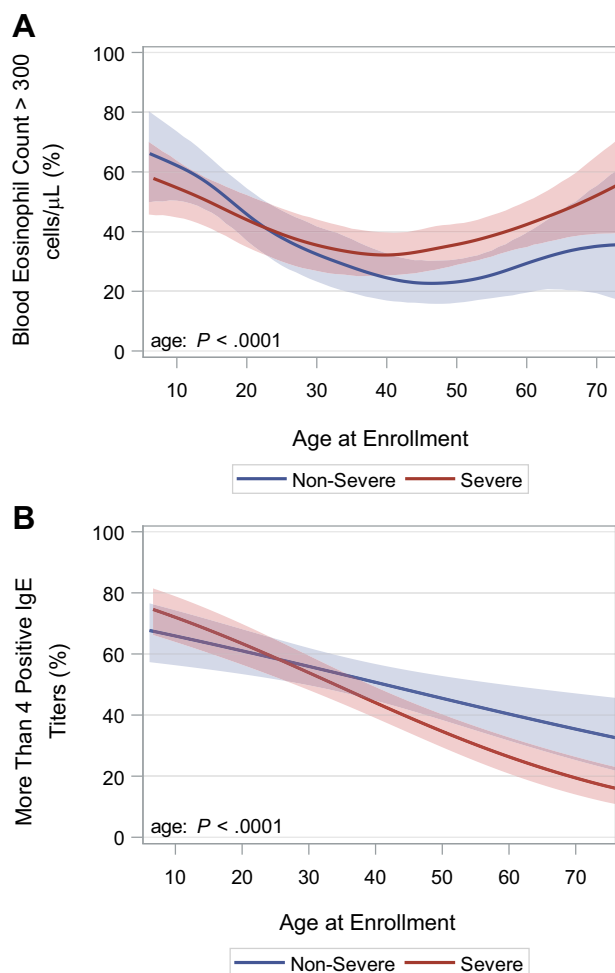 A
Blood Eosinophil Count > 300
cells/μL (%)
100
80
60
40
20
0
age: P < .0001
10 20 30 40 50 60 70
Age at Enrollment
Non-Severe Severe
B
More Than 4 Positive IgE
Titers (%)
100
80
60
40
20
0
age: P < .0001
10 20 30 40 50 60 70
Age at Enrollment
Non-Severe Severe